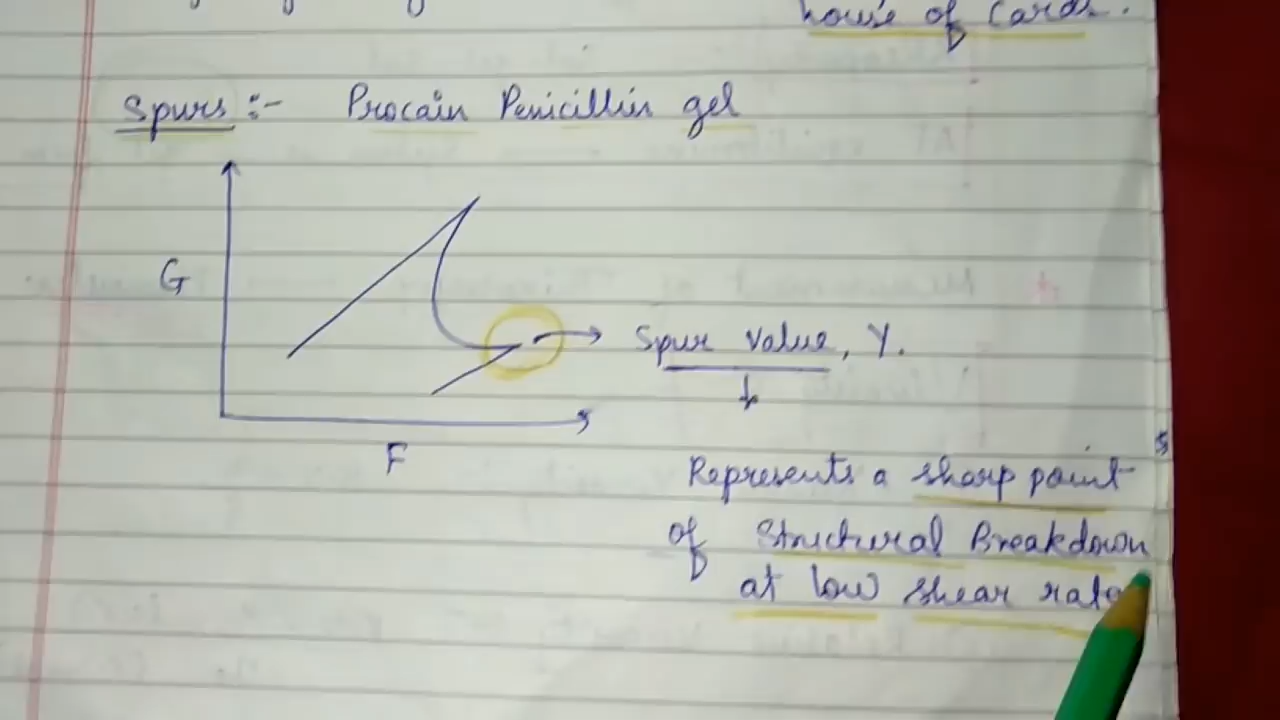 house of Cards.
Spurs :- Procain Penicillin gel
G
Spur Value, Y.
F
Represents a sharp point
of Structural Breakdown
at low shear rate